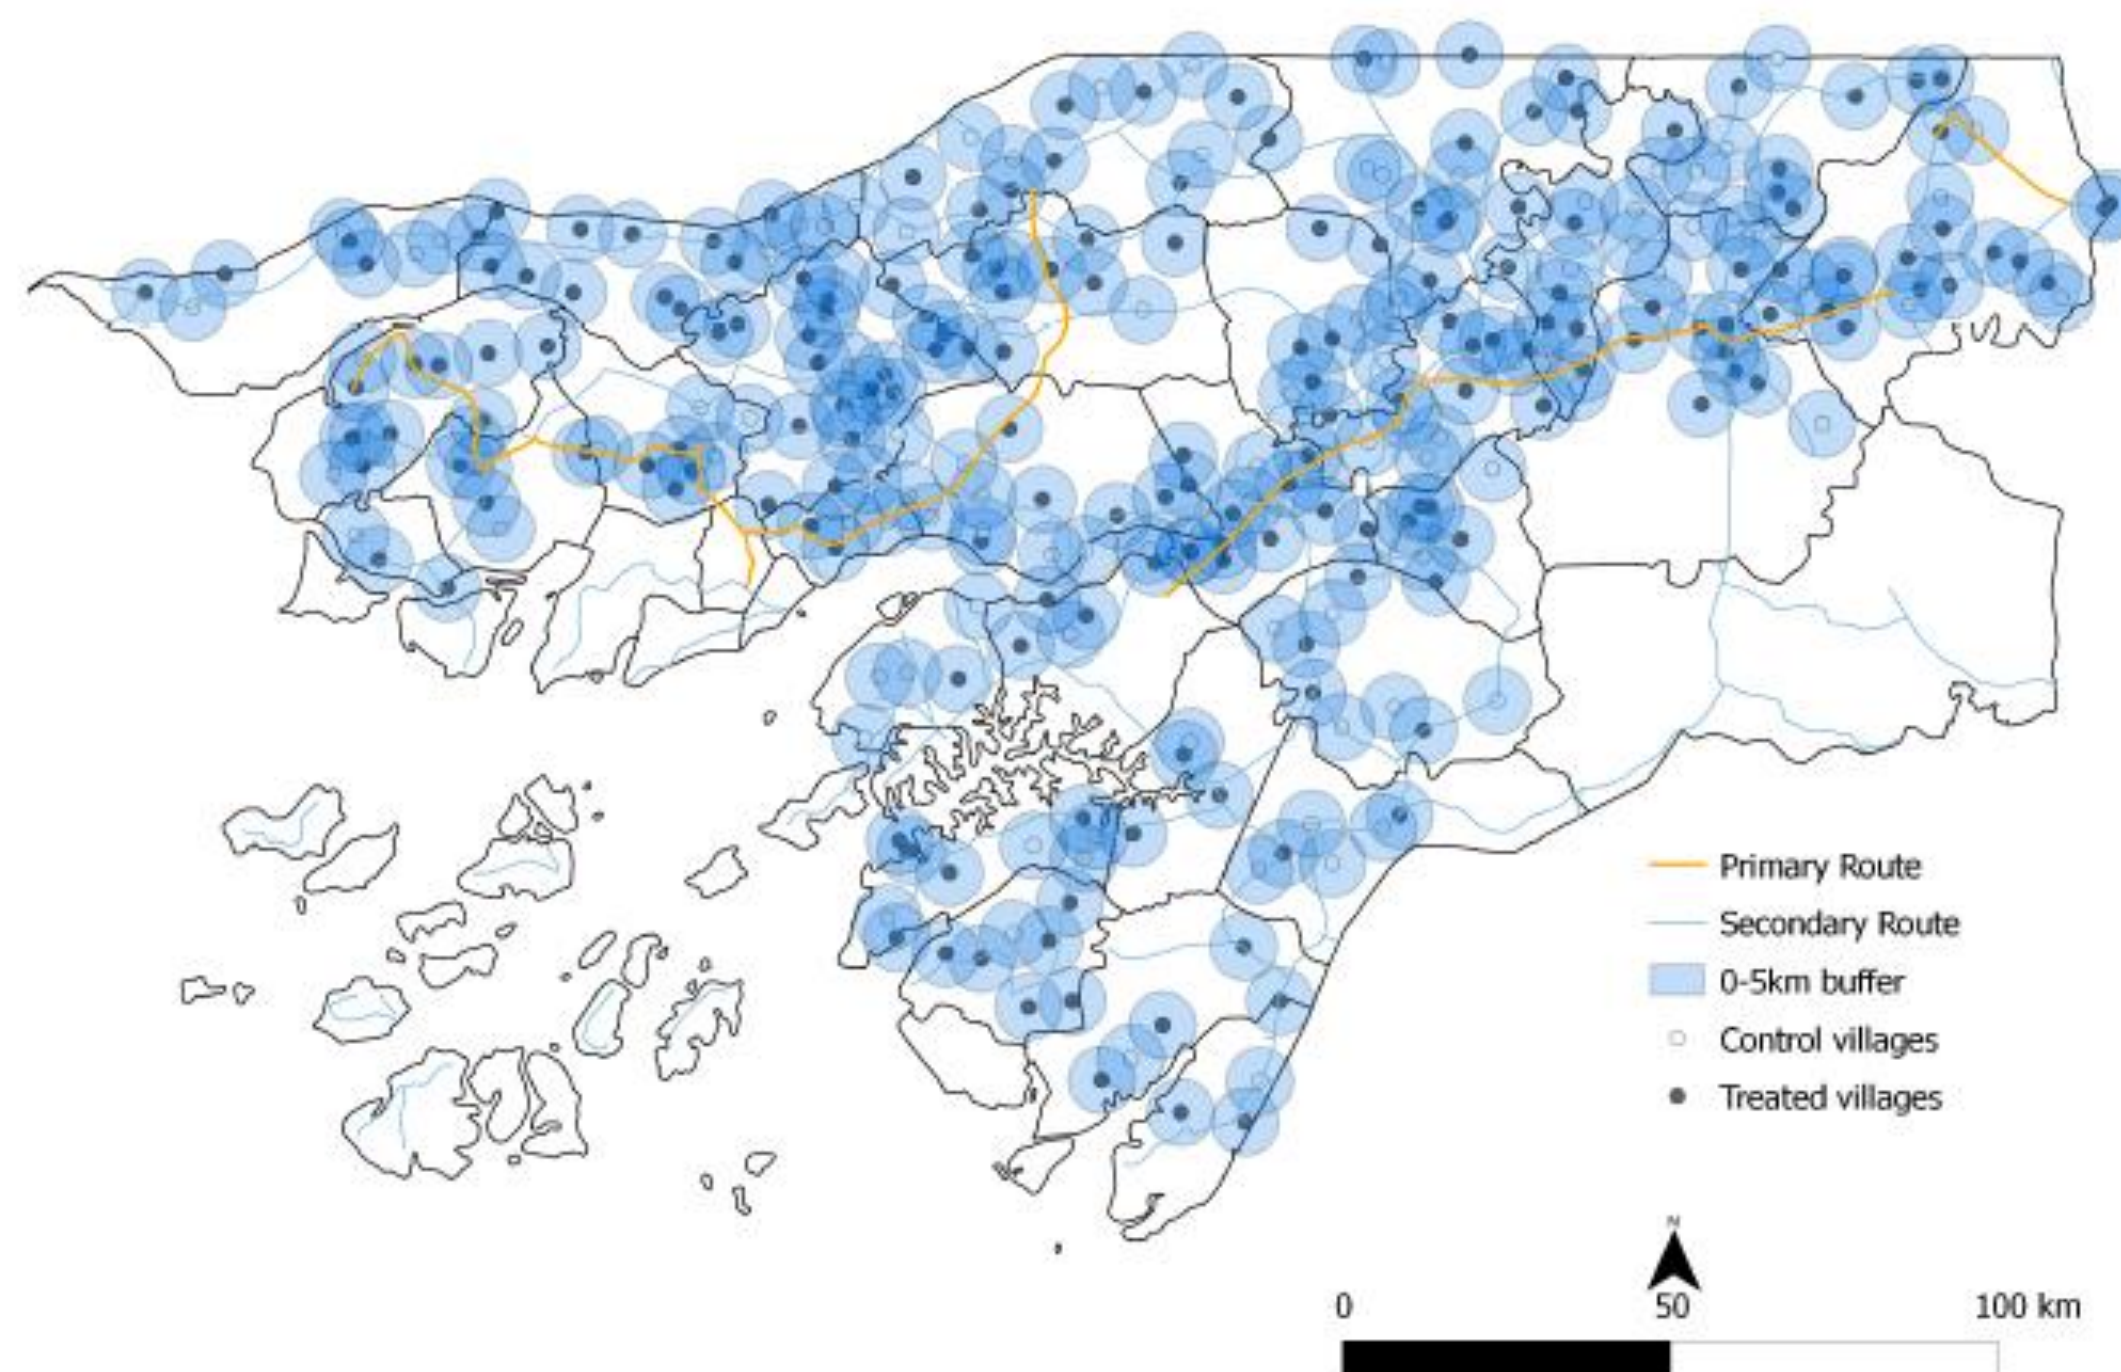 Primary Route
Secondary Route
0-5km buffer
Control villages
Treated villages
N
0 50 100 km